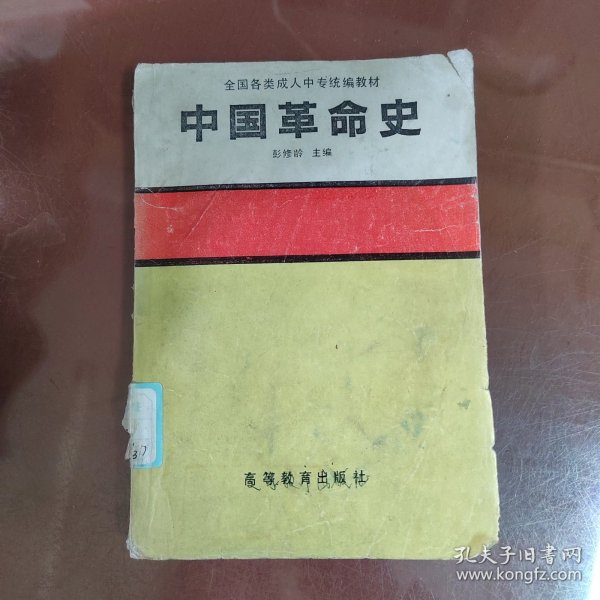 全国各类成人中专统编教材
中国革命史
彭修龄 主编
37
高等教育出版社
孔夫子旧书网
www.kongfz.com